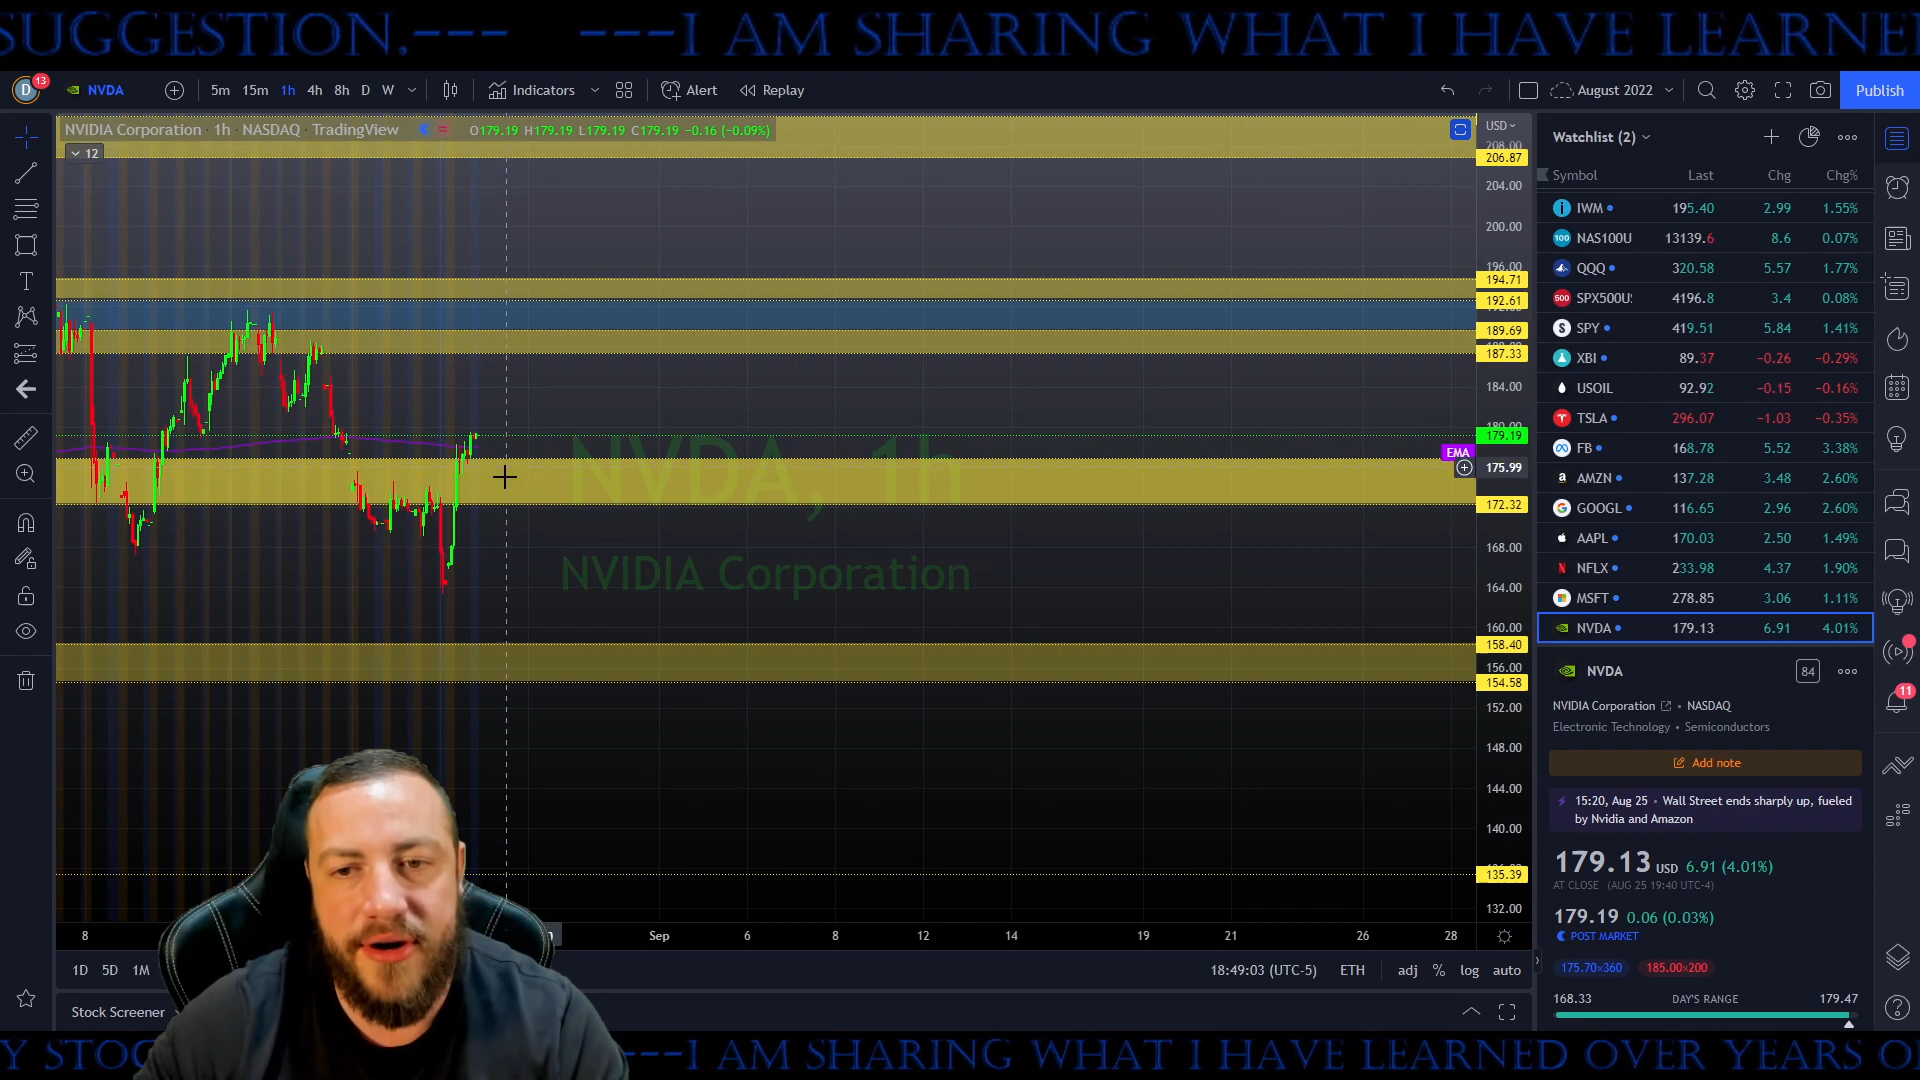 SUGGESTION.--- ---I AM SHARING WHAT I HAVE LEARNED
D 13 NVDA 5m 15m 1h 4h 8h D W Indicators Alert Replay August 2022 Publish
NVIDIA Corporation · 1h · NASDAQ · TradingView O179.19 H179.19 L179.19 C179.19 −0.16 (−0.09%)
12
USD
208.00
206.87
204.00
200.00
196.00
194.71
192.61
189.69
187.33
184.00
179.19
EMA
175.99
172.32
168.00
164.00
160.00
158.40
156.00
154.58
152.00
148.00
144.00
140.00
135.39
132.00
NVDA, 1h
NVIDIA Corporation
8 Sep 6 8 12 14 19 21 26 28
1D 5D 1M 18:49:03 (UTC-5) ETH adj % log auto
Stock Screener
Watchlist (2)
Symbol Last Chg Chg%
IWM 195.40 2.99 1.55%
100 NAS100U 13139.6 8.6 0.07%
QQQ 320.58 5.57 1.77%
500 SPX500U 4196.8 3.4 0.08%
SPY 419.51 5.84 1.41%
XBI 89.37 −0.26 −0.29%
USOIL 92.92 −0.15 −0.16%
TSLA 296.07 −1.03 −0.35%
FB 168.78 5.52 3.38%
AMZN 137.28 3.48 2.60%
GOOGL 116.65 2.96 2.60%
AAPL 170.03 2.50 1.49%
NFLX 233.98 4.37 1.90%
MSFT 278.85 3.06 1.11%
NVDA 179.13 6.91 4.01%
NVDA 84
NVIDIA Corporation • NASDAQ
Electronic Technology • Semiconductors
Add note
15:20, Aug 25 • Wall Street ends sharply up, fueled
by Nvidia and Amazon
179.13 USD 6.91 (4.01%)
AT CLOSE (AUG 25 19:40 UTC-4)
179.19 0.06 (0.03%)
POST MARKET
175.70×360 185.00×200
168.33 DAY'S RANGE 179.47
11
Y STOC ---I AM SHARING WHAT I HAVE LEARNED OVER YEARS O